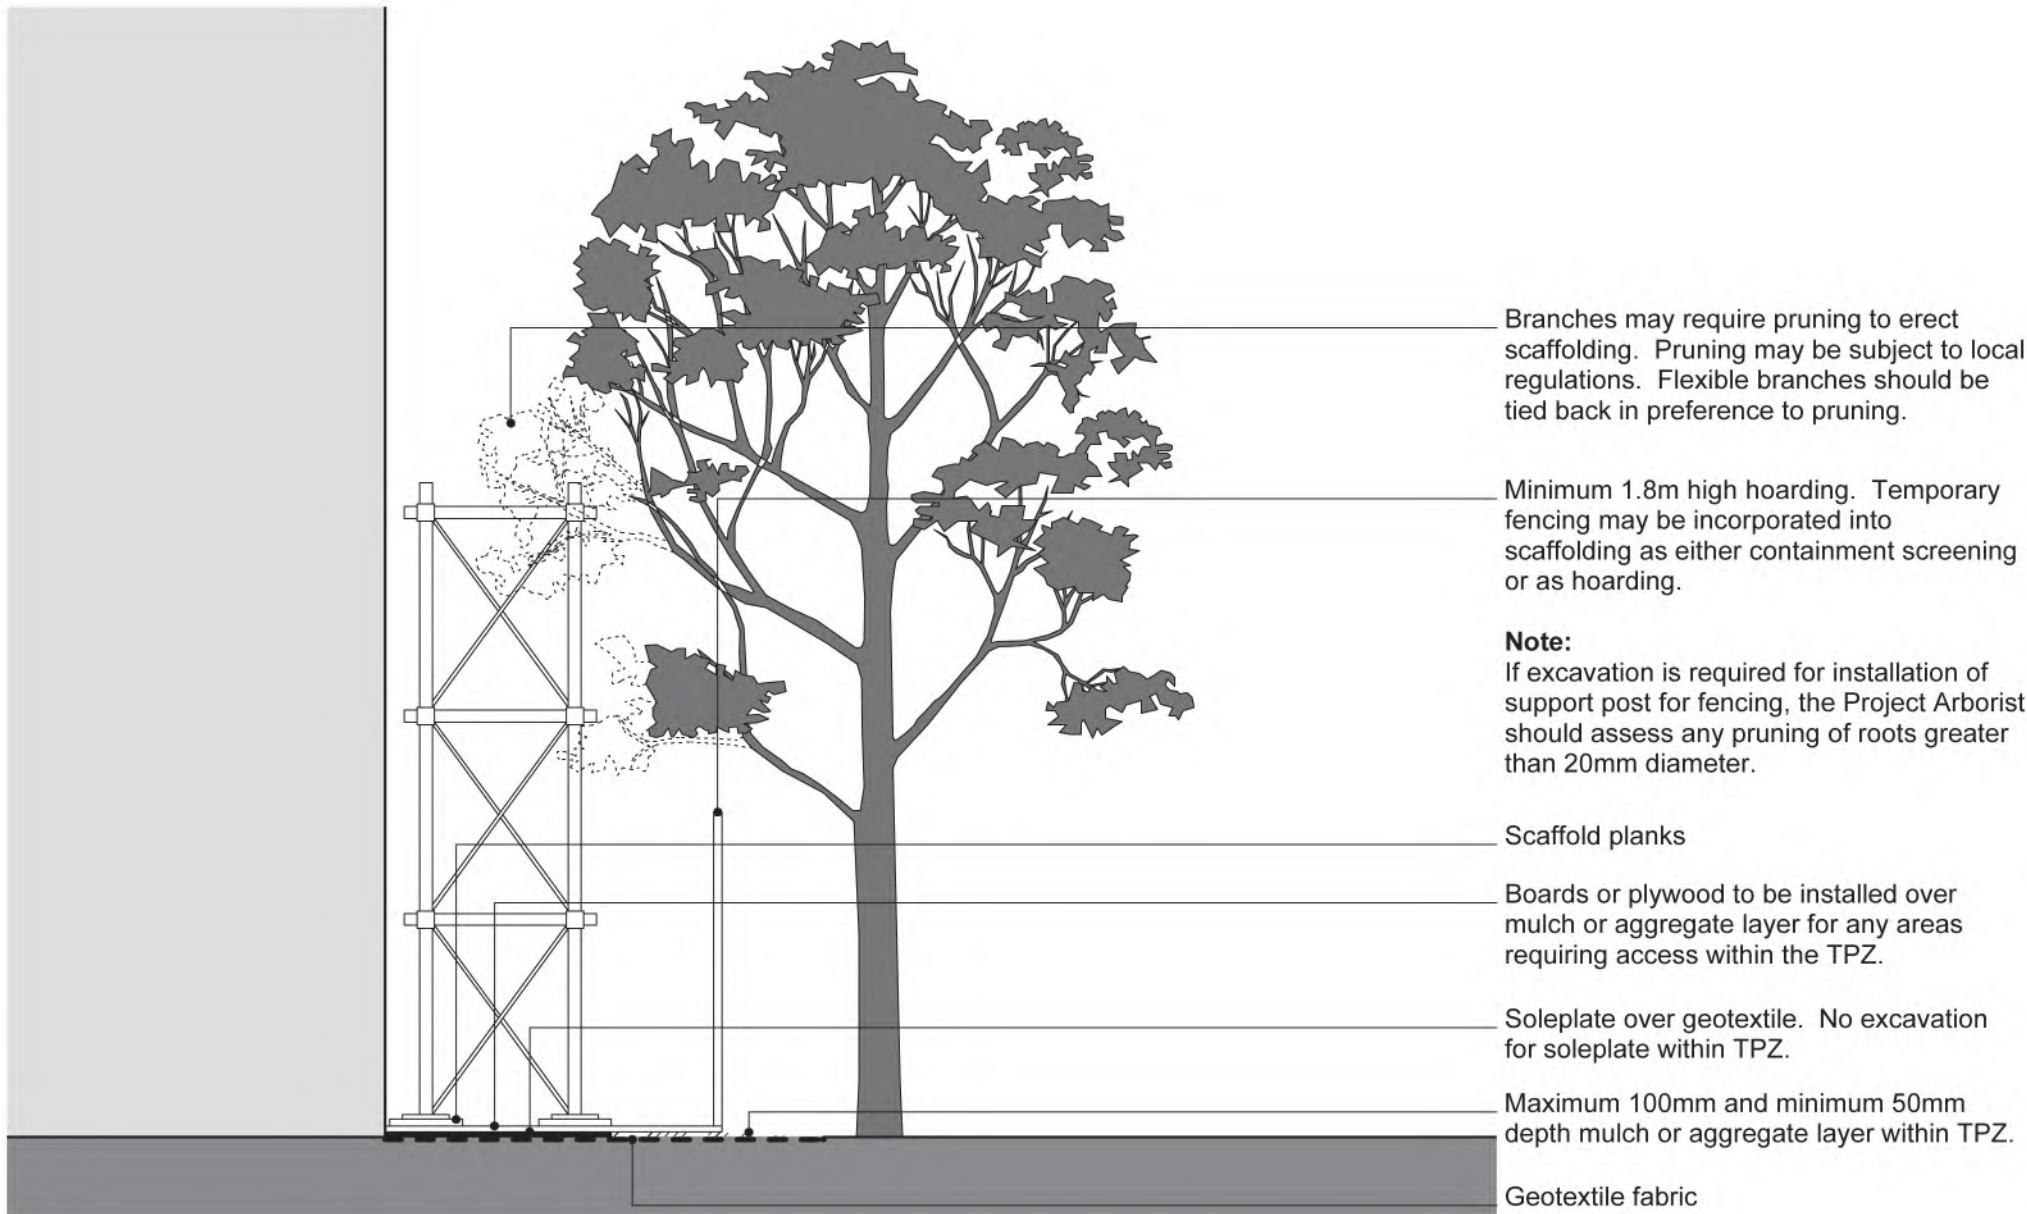 Branches may require pruning to erect
scaffolding. Pruning may be subject to local
regulations. Flexible branches should be
tied back in preference to pruning.
Minimum 1.8m high hoarding. Temporary
fencing may be incorporated into
scaffolding as either containment screening
or as hoarding.
Note:
If excavation is required for installation of
support post for fencing, the Project Arborist
should assess any pruning of roots greater
than 20mm diameter.
Scaffold planks
Boards or plywood to be installed over
mulch or aggregate layer for any areas
requiring access within the TPZ.
Soleplate over geotextile. No excavation
for soleplate within TPZ.
Maximum 100mm and minimum 50mm
depth mulch or aggregate layer within TPZ.
Geotextile fabric